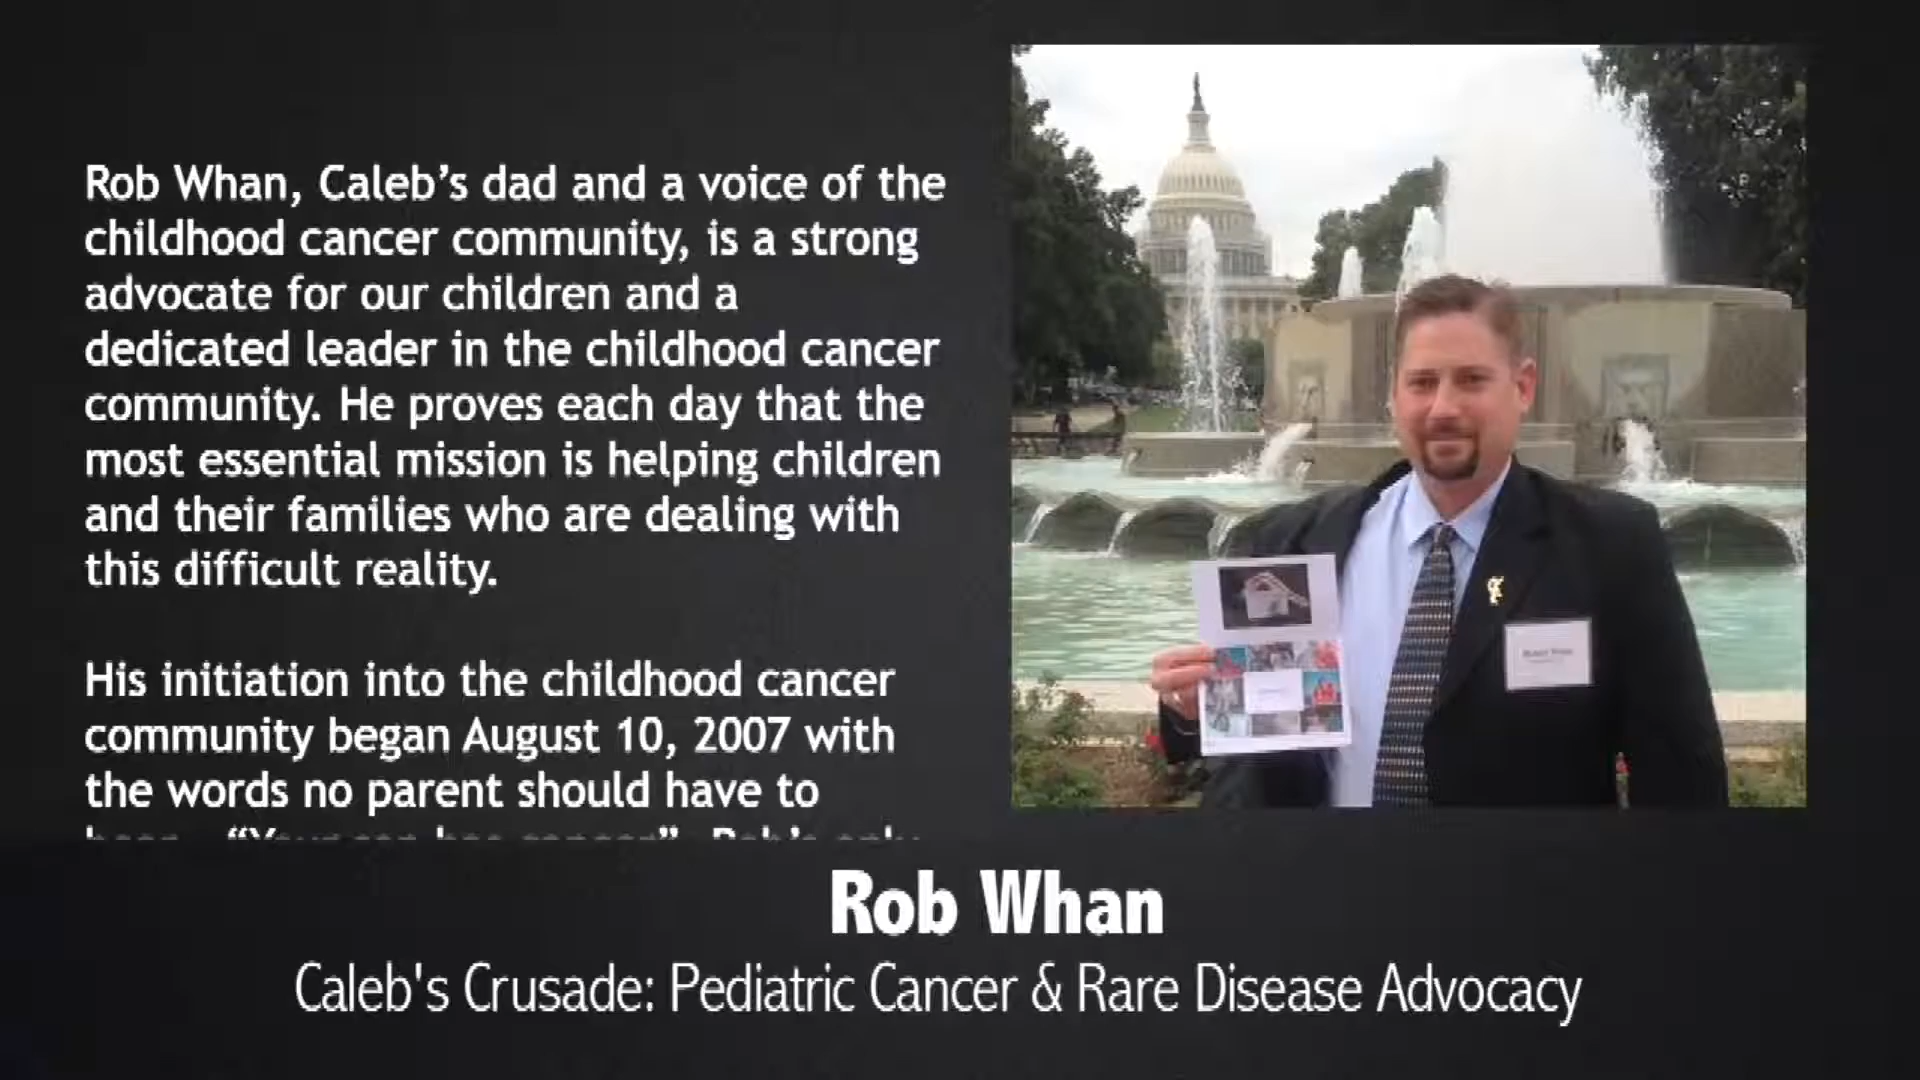 Rob Whan, Caleb’s dad and a voice of the
childhood cancer community, is a strong
advocate for our children and a
dedicated leader in the childhood cancer
community. He proves each day that the
most essential mission is helping children
and their families who are dealing with
this difficult reality.
His initiation into the childhood cancer
community began August 10, 2007 with
the words no parent should have to
Rob Whan
Caleb's Crusade: Pediatric Cancer & Rare Disease Advocacy